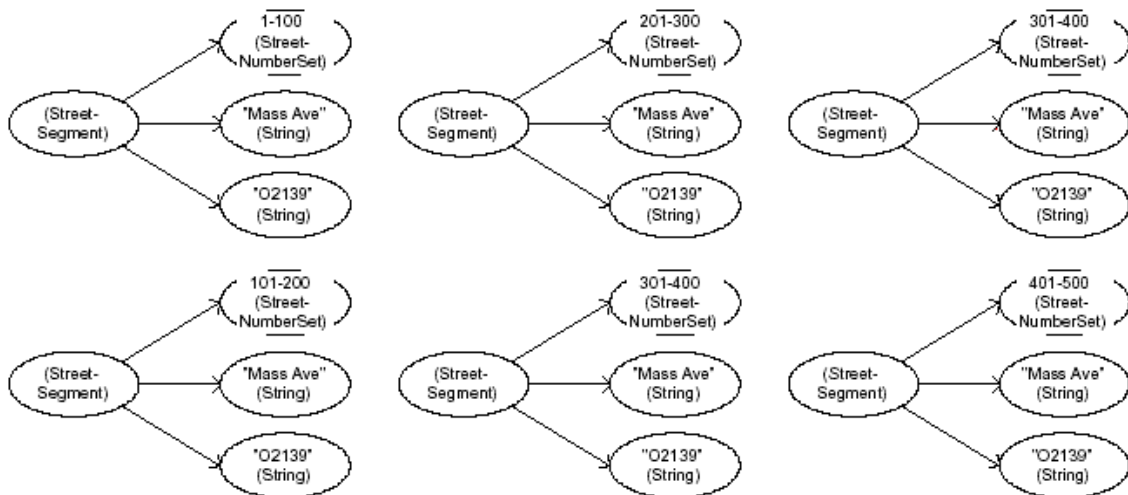 1-100
(Street-
NumberSet)
(Street-
Segment)
"Mass Ave"
(String)
"O2139"
(String)
201-300
(Street-
NumberSet)
(Street-
Segment)
"Mass Ave"
(String)
"O2139"
(String)
301-400
(Street-
NumberSet)
(Street-
Segment)
"Mass Ave"
(String)
"O2139"
(String)
101-200
(Street-
NumberSet)
(Street-
Segment)
"Mass Ave"
(String)
"O2139"
(String)
301-400
(Street-
NumberSet)
(Street-
Segment)
"Mass Ave"
(String)
"O2139"
(String)
401-500
(Street-
NumberSet)
(Street-
Segment)
"Mass Ave"
(String)
"O2139"
(String)